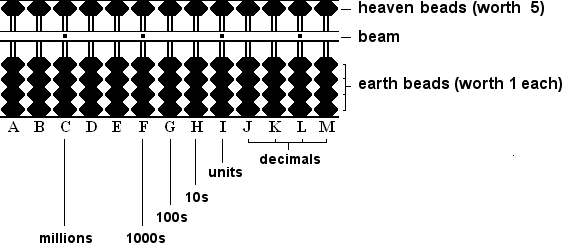 heaven beads (worth 5)
beam
earth beads (worth 1 each)
A B C D E F G H I J K L M
decimals
units
10s
100s
millions 1000s